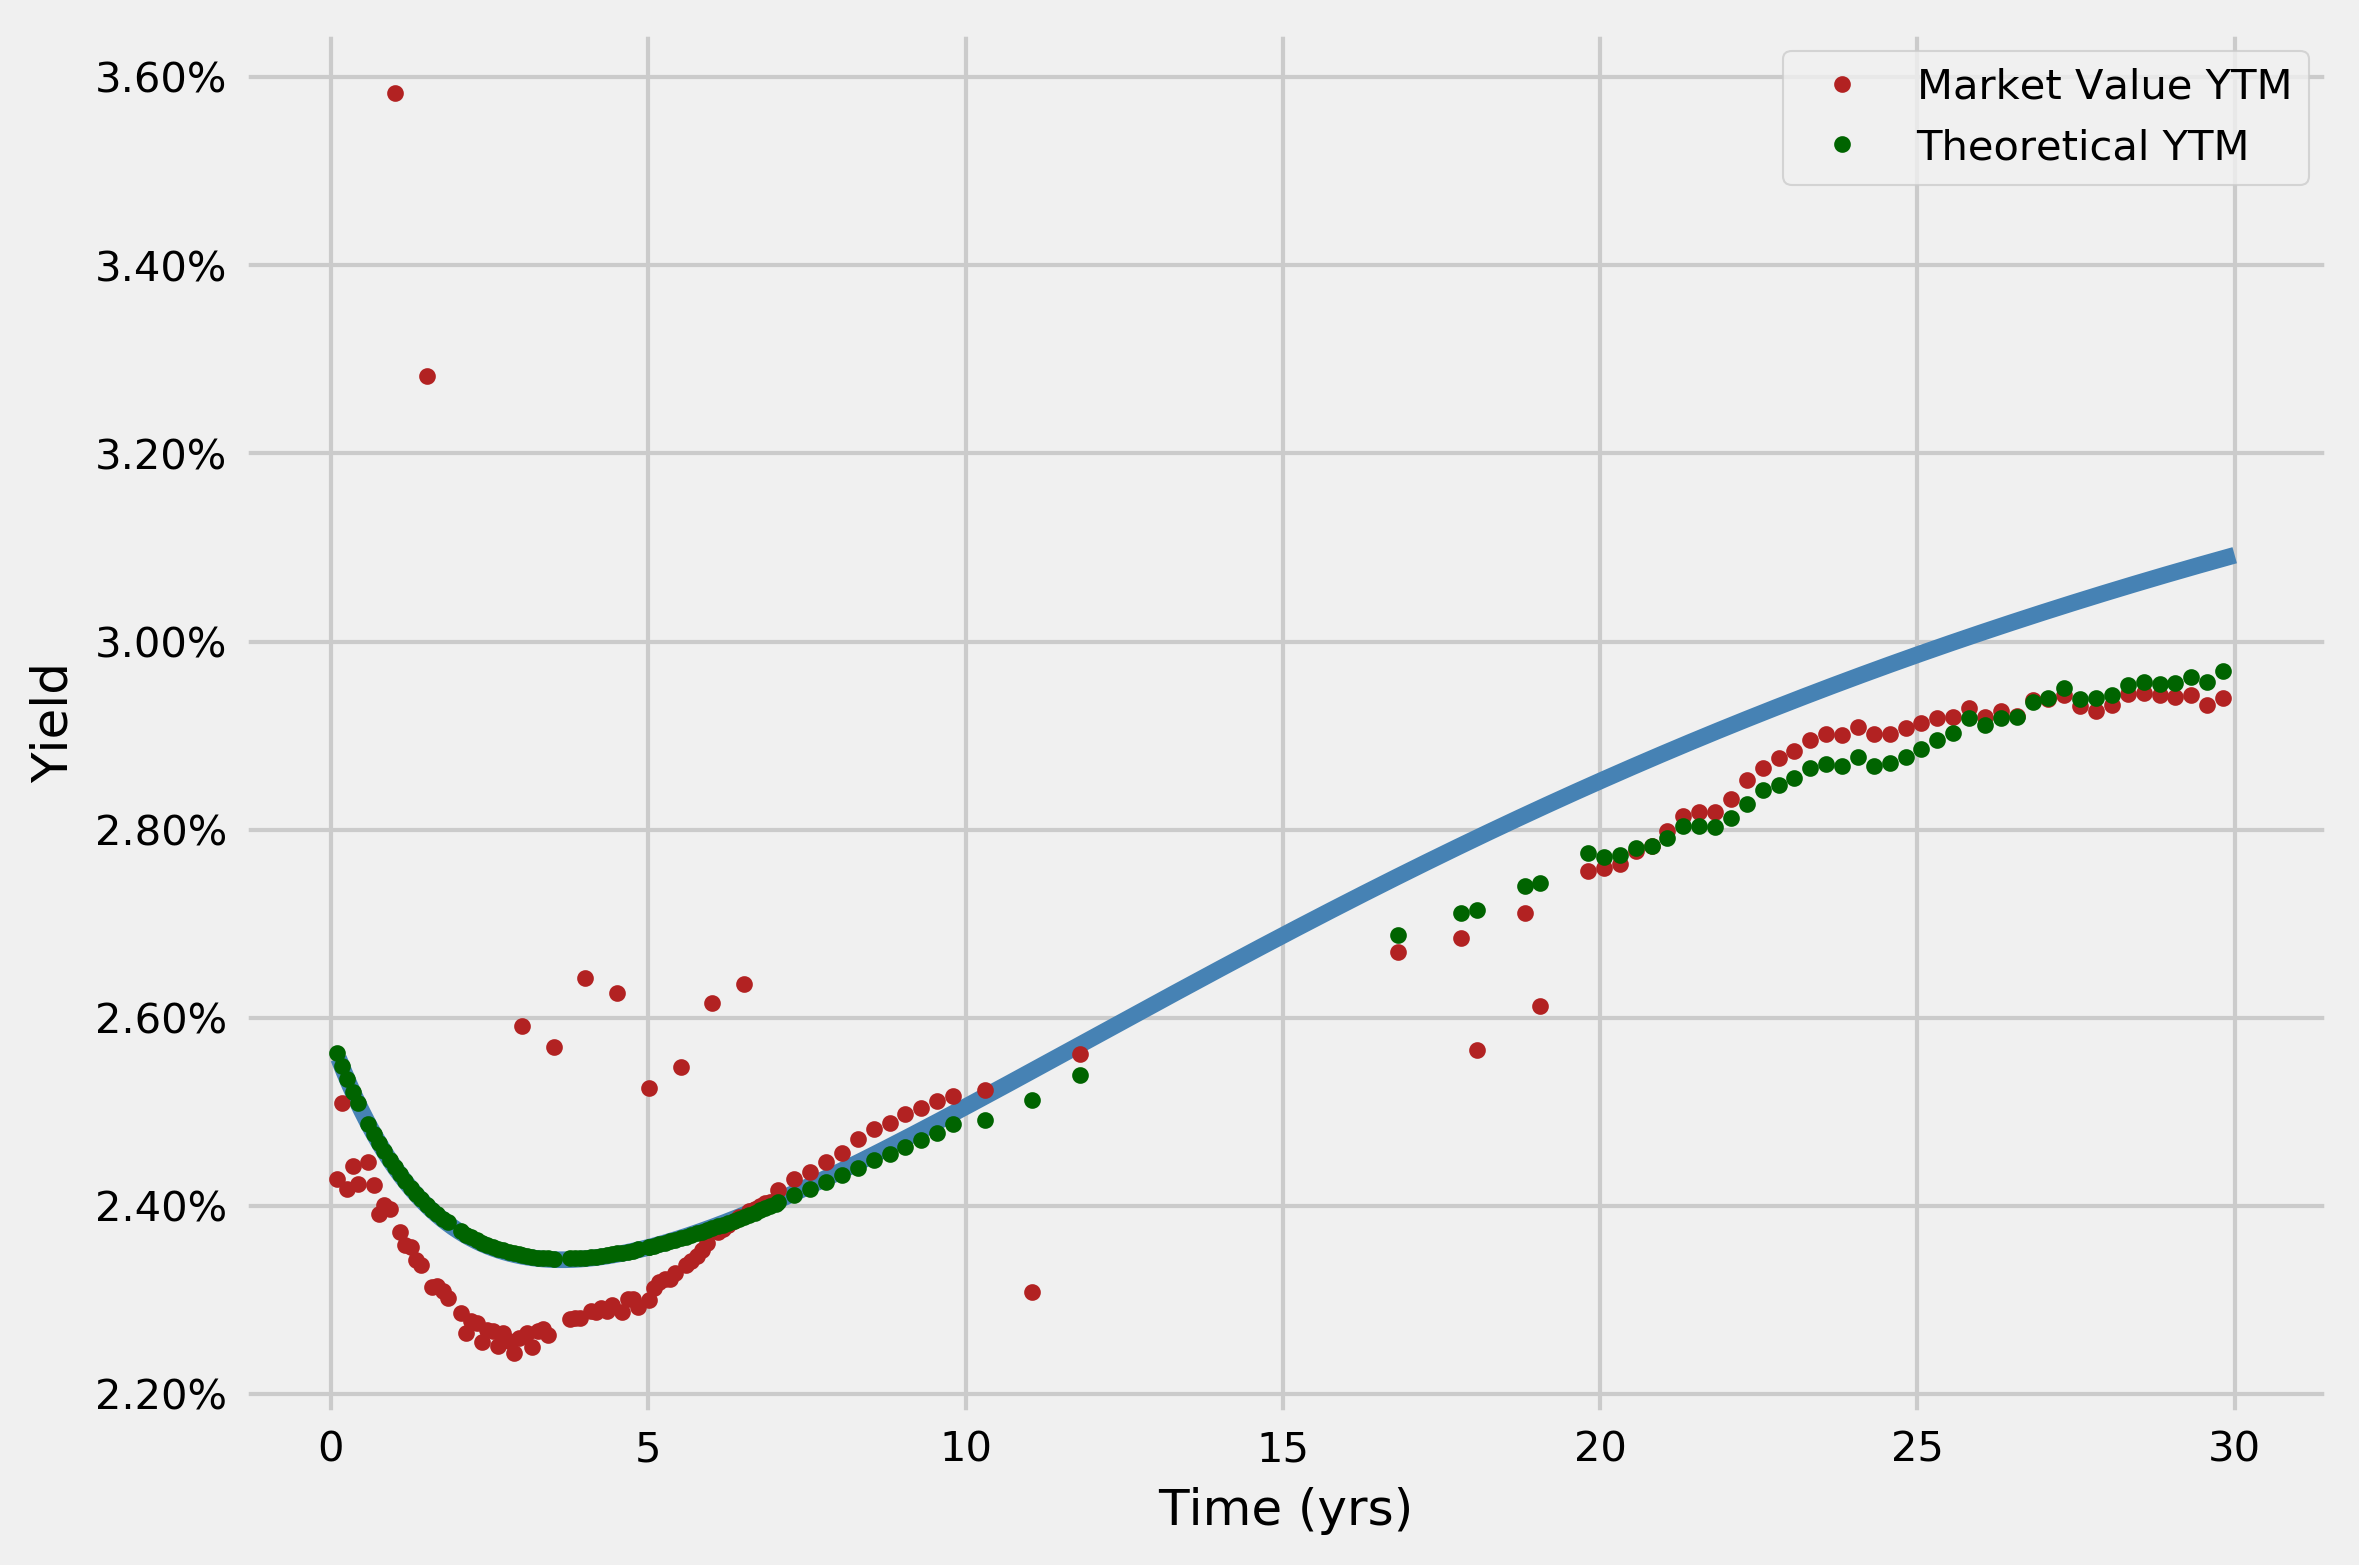 Market Value YTM
Theoretical YTM
3.60%
3.40%
3.20%
3.00%
2.80%
2.60%
2.40%
2.20%
Yield
0 5 10 15 20 25 30
Time (yrs)